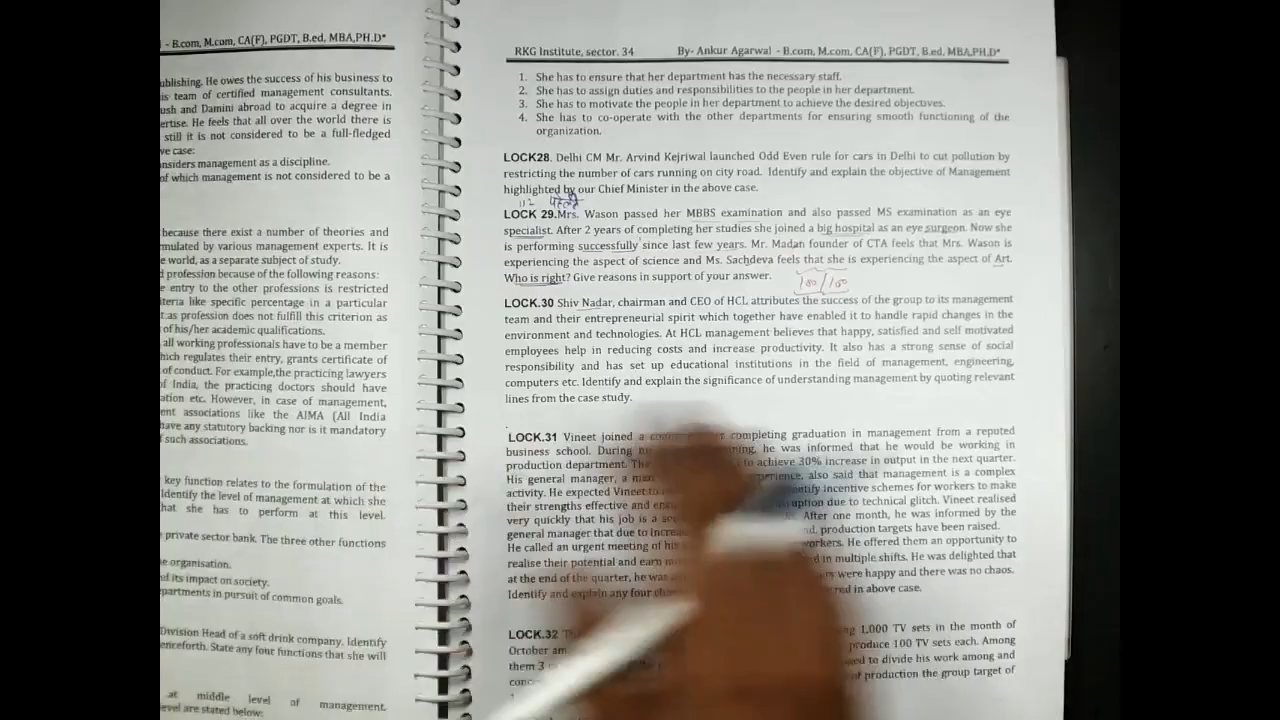 - B.com, M.com, CA(F), PGDT, B.ed, MBA,PH.D*
ublishing. He owes the success of his business to
is team of certified management consultants.
ush and Damini abroad to acquire a degree in
ertise. He feels that all over the world there is
still it is not considered to be a full-fledged
ve case:
nsiders management as a discipline.
of which management is not considered to be a
because there exist a number of theories and
mulated by various management experts. It is
e world, as a separate subject of study.
d profession because of the following reasons:
e entry to the other professions is restricted
iteria like specific percentage in a particular
t as profession does not fulfill this criterion as
of his/her academic qualifications.
all working professionals have to be a member
hich regulates their entry, grants certificate of
of conduct. For example,the practicing lawyers
of India, the practicing doctors should have
ation etc. However, in case of management,
ent associations like the AIMA (All India
have any statutory backing nor is it mandatory
f such associations.
key function relates to the formulation of the
Identify the level of management at which she
hat she has to perform at this level.
private sector bank. The three other functions
e organisation.
nd its impact on society.
epartments in pursuit of common goals.
Division Head of a soft drink company. Identify
enceforth. State any four functions that she will
at middle level of management.
evel are stated below:
RKG Institute, sector. 34 By- Ankur Agarwal - B.com, M.com, CA(F), PGDT, B.ed, MBA,PH.D*
1. She has to ensure that her department has the necessary staff.
2. She has to assign duties and responsibilities to the people in her department.
3. She has to motivate the people in her department to achieve the desired objectives.
4. She has to co-operate with the other departments for ensuring smooth functioning of the
organization.
LOCK28. Delhi CM Mr. Arvind Kejriwal launched Odd Even rule for cars in Delhi to cut pollution by
restricting the number of cars running on city road. Identify and explain the objective of Management
highlighted by our Chief Minister in the above case.
LOCK 29.Mrs. Wason passed her MBBS examination and also passed MS examination as an eye
specialist. After 2 years of completing her studies she joined a big hospital as an eye surgeon. Now she
is performing successfully since last few years. Mr. Madan founder of CTA feels that Mrs. Wason is
experiencing the aspect of science and Ms. Sachdeva feels that she is experiencing the aspect of Art.
Who is right? Give reasons in support of your answer.
100/100
LOCK.30 Shiv Nadar, chairman and CEO of HCL attributes the success of the group to its management
team and their entrepreneurial spirit which together have enabled it to handle rapid changes in the
environment and technologies. At HCL management believes that happy, satisfied and self motivated
employees help in reducing costs and increase productivity. It also has a strong sense of social
responsibility and has set up educational institutions in the field of management, engineering,
computers etc. Identify and explain the significance of understanding management by quoting relevant
lines from the case study.
LOCK.31 Vineet joined a completing graduation in management from a reputed
business school. During he was informed that he would be working in
production department. to achieve 30% increase in output in the next quarter.
His general manager, a also said that management is a complex
activity. He expected Vineet incentive schemes for workers to make
their strengths effective and due to technical glitch. Vineet realised
very quickly that his job is a After one month, he was informed by the
general manager that due to production targets have been raised.
He called an urgent meeting of his workers. He offered them an opportunity to
realise their potential and earn in multiple shifts. He was delighted that
at the end of the quarter, he was were happy and there was no chaos.
Identify and explain any four in above case.
LOCK.32 1,000 TV sets in the month of
October produce 100 TV sets each. Among
them 3 to divide his work among and
of production the group target of